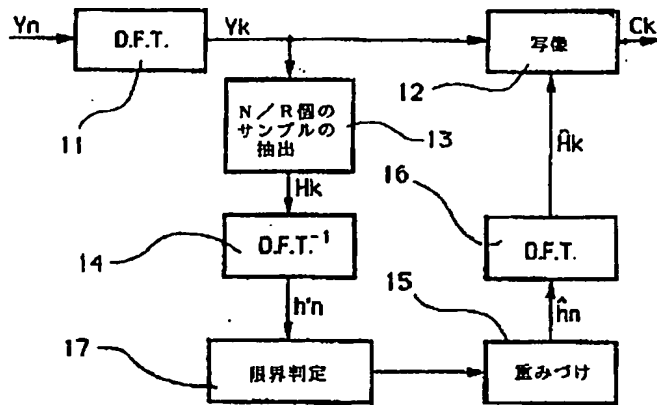 Yn
D.F.T.
11
Yk
写像
12
Ck
N／R個の
サンプルの
抽出
13
Hk
D.F.T.⁻¹
14
h'n
限界判定
17
重みづけ
15
ĥn
D.F.T.
16
Ĥk